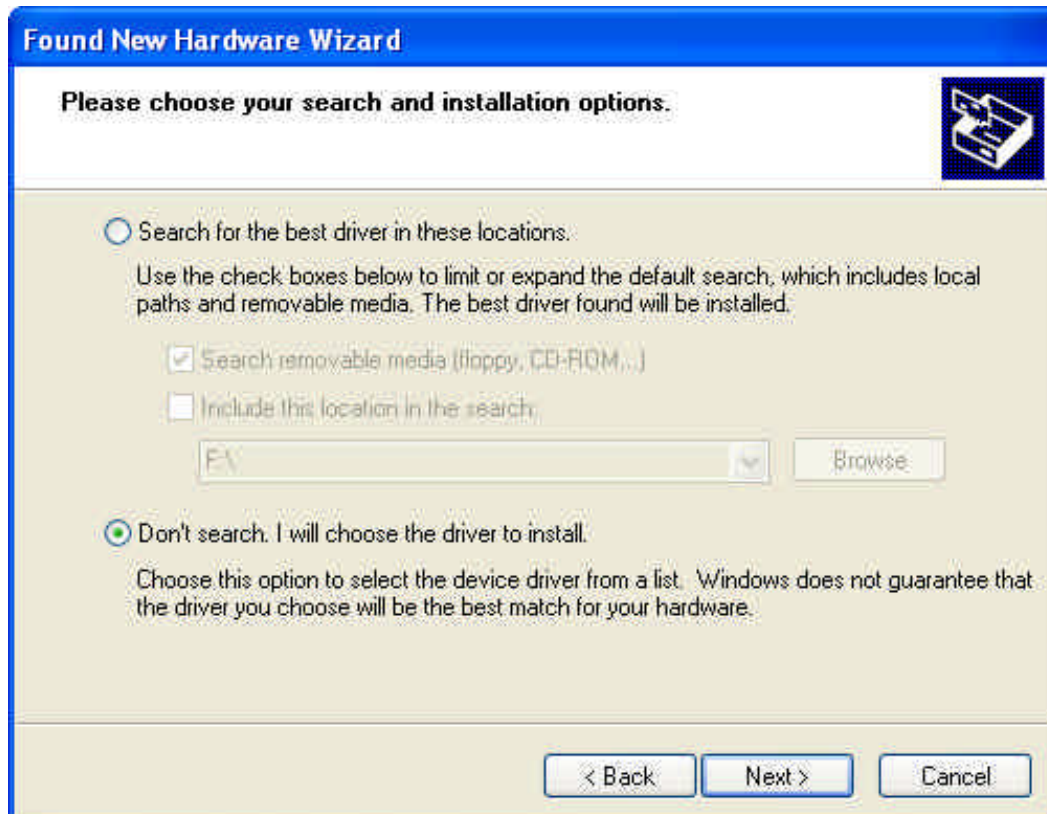 Found New Hardware Wizard
Please choose your search and installation options.
Search for the best driver in these locations.
Use the check boxes below to limit or expand the default search, which includes local
paths and removable media. The best driver found will be installed.
Search removable media (floppy, CD-ROM...)
Include this location in the search:
F:\
Browse
Don't search. I will choose the driver to install.
Choose this option to select the device driver from a list. Windows does not guarantee that
the driver you choose will be the best match for your hardware.
< Back
Next >
Cancel